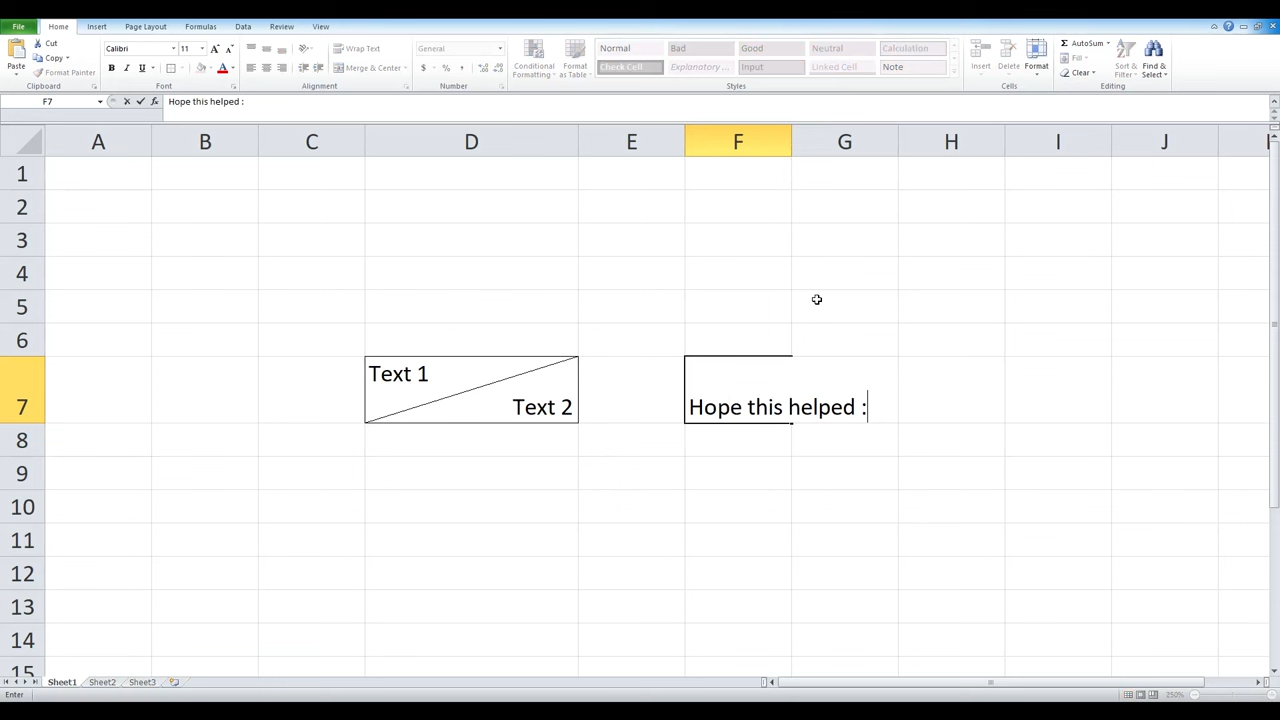 File Home Insert Page Layout Formulas Data Review View
Paste Cut Copy Format Painter Clipboard
Calibri 11 B I U A Font
Wrap Text Merge & Center Alignment
General $ % , Number
Conditional Formatting Format as Table
Normal Bad Good Neutral Calculation
Check Cell Explanatory ... Input Linked Cell Note
Styles
Insert Delete Format Cells
Σ AutoSum Fill Clear Sort & Filter Find & Select Editing
F7 fx Hope this helped :
A B C D E F G H I J
1
2
3
4
5
6
7 Text 1 Text 2 Hope this helped :
8
9
10
11
12
13
14
15
Sheet1 Sheet2 Sheet3
Enter 250%